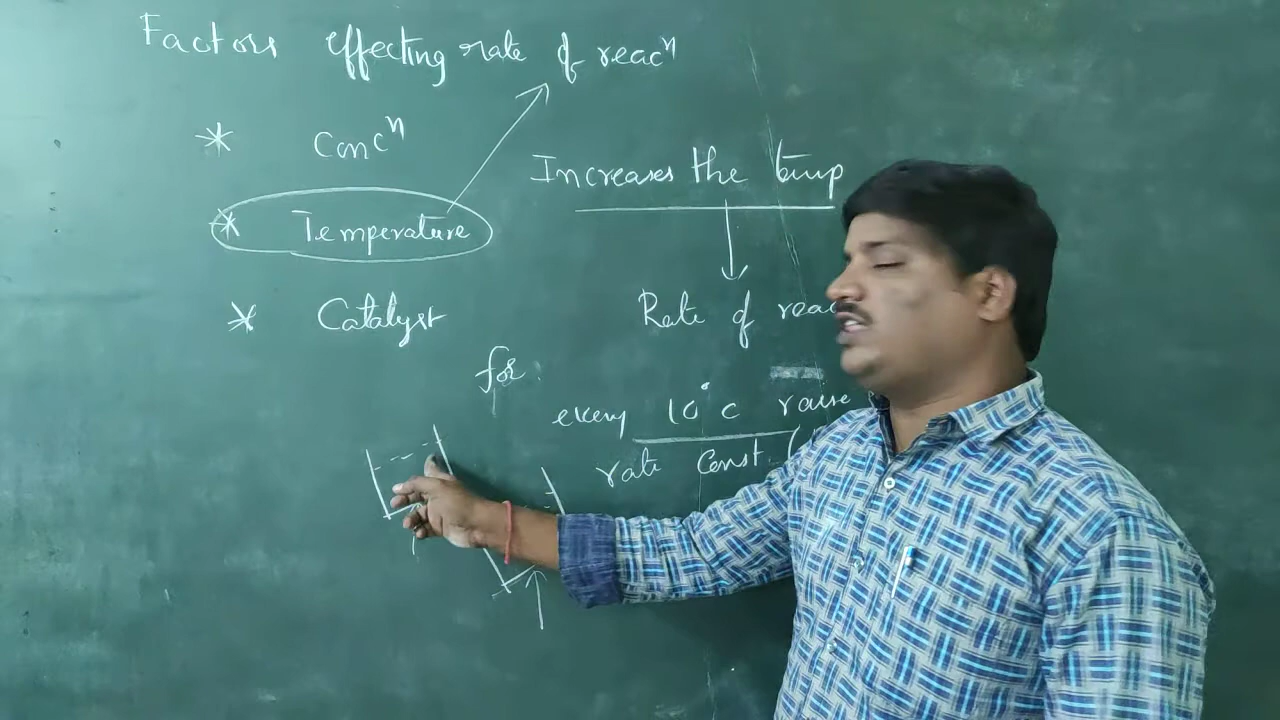 Factors effecting rate of reacⁿ
* Concⁿ
* Temperature
* Catalyst
Increases the temp
Rate of reac
for
every 10°c raise
rate Const. (